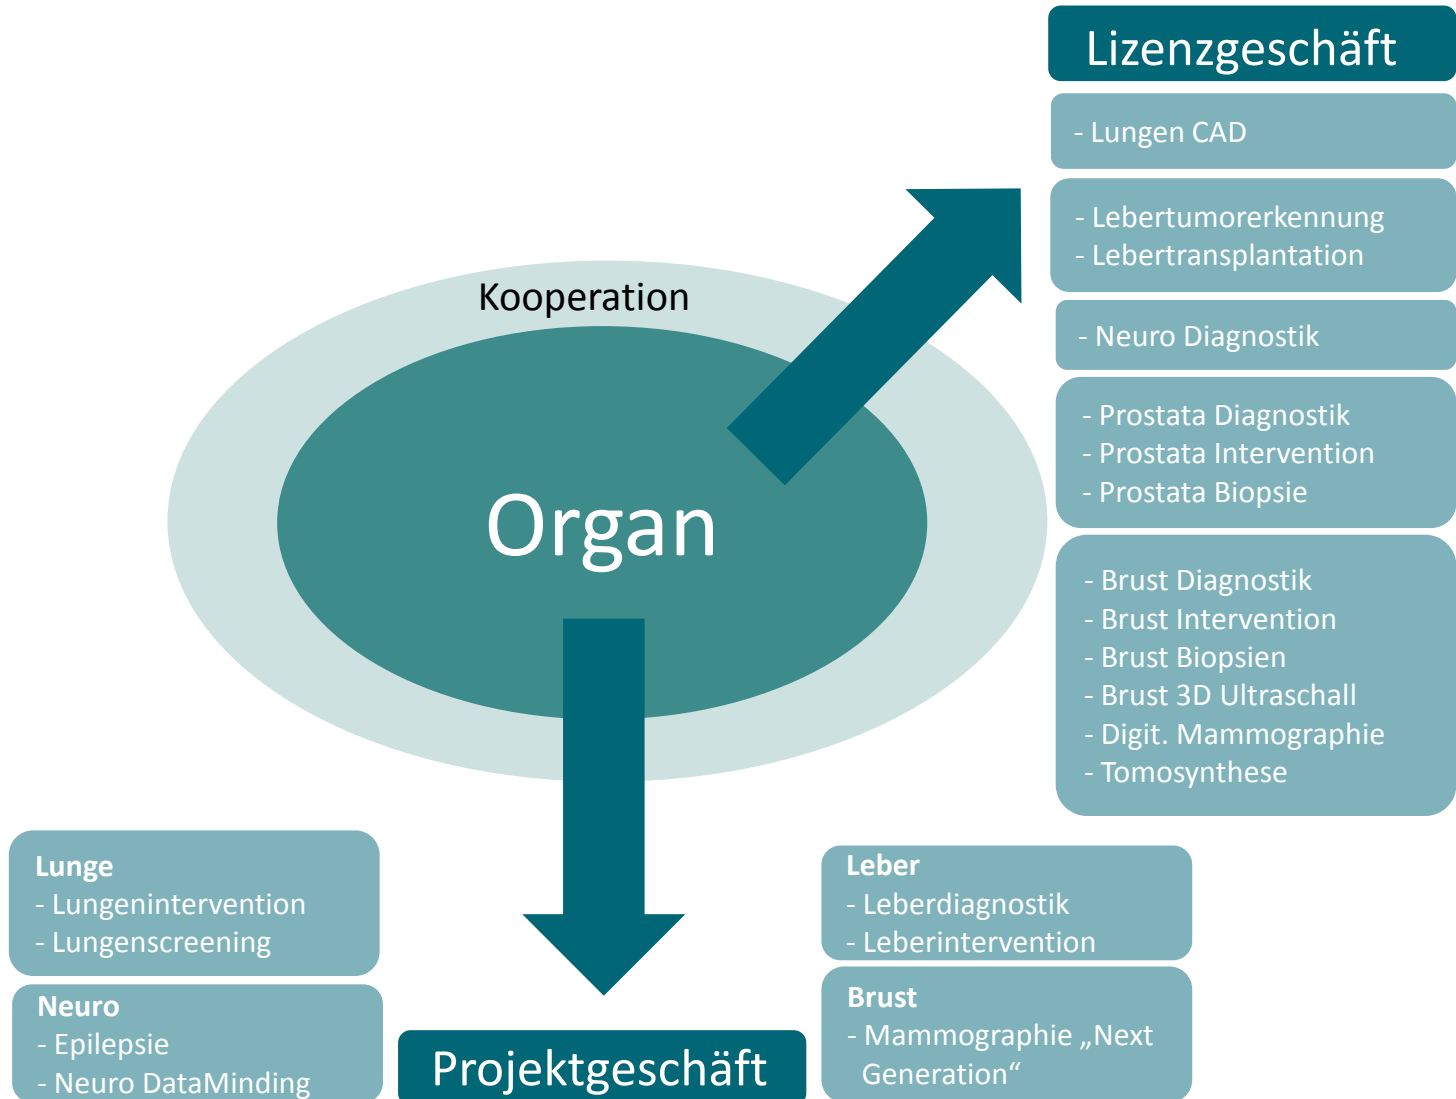 Lizenzgeschäft
- Lungen CAD
- Lebertumorerkennung
- Lebertransplantation
- Neuro Diagnostik
- Prostata Diagnostik
- Prostata Intervention
- Prostata Biopsie
- Brust Diagnostik
- Brust Intervention
- Brust Biopsien
- Brust 3D Ultraschall
- Digit. Mammographie
- Tomosynthese
Kooperation
Organ
Lunge
- Lungenintervention
- Lungenscreening
Neuro
- Epilepsie
- Neuro DataMinding
Projektgeschäft
Leber
- Leberdiagnostik
- Leberintervention
Brust
- Mammographie „Next
Generation“